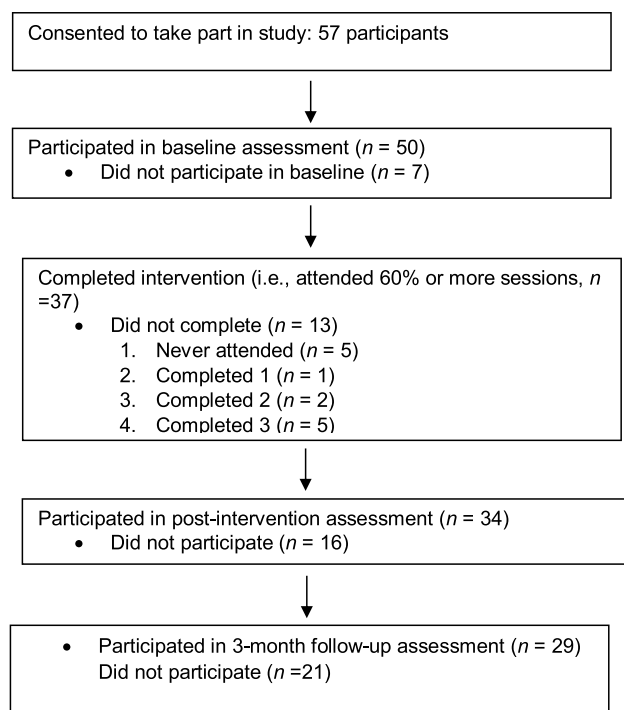 Consented to take part in study: 57 participants
Participated in baseline assessment (n = 50)
• Did not participate in baseline (n = 7)
Completed intervention (i.e., attended 60% or more sessions, n
=37)
• Did not complete (n = 13)
1. Never attended (n = 5)
2. Completed 1 (n = 1)
3. Completed 2 (n = 2)
4. Completed 3 (n = 5)
Participated in post-intervention assessment (n = 34)
• Did not participate (n = 16)
• Participated in 3-month follow-up assessment (n = 29)
Did not participate (n =21)